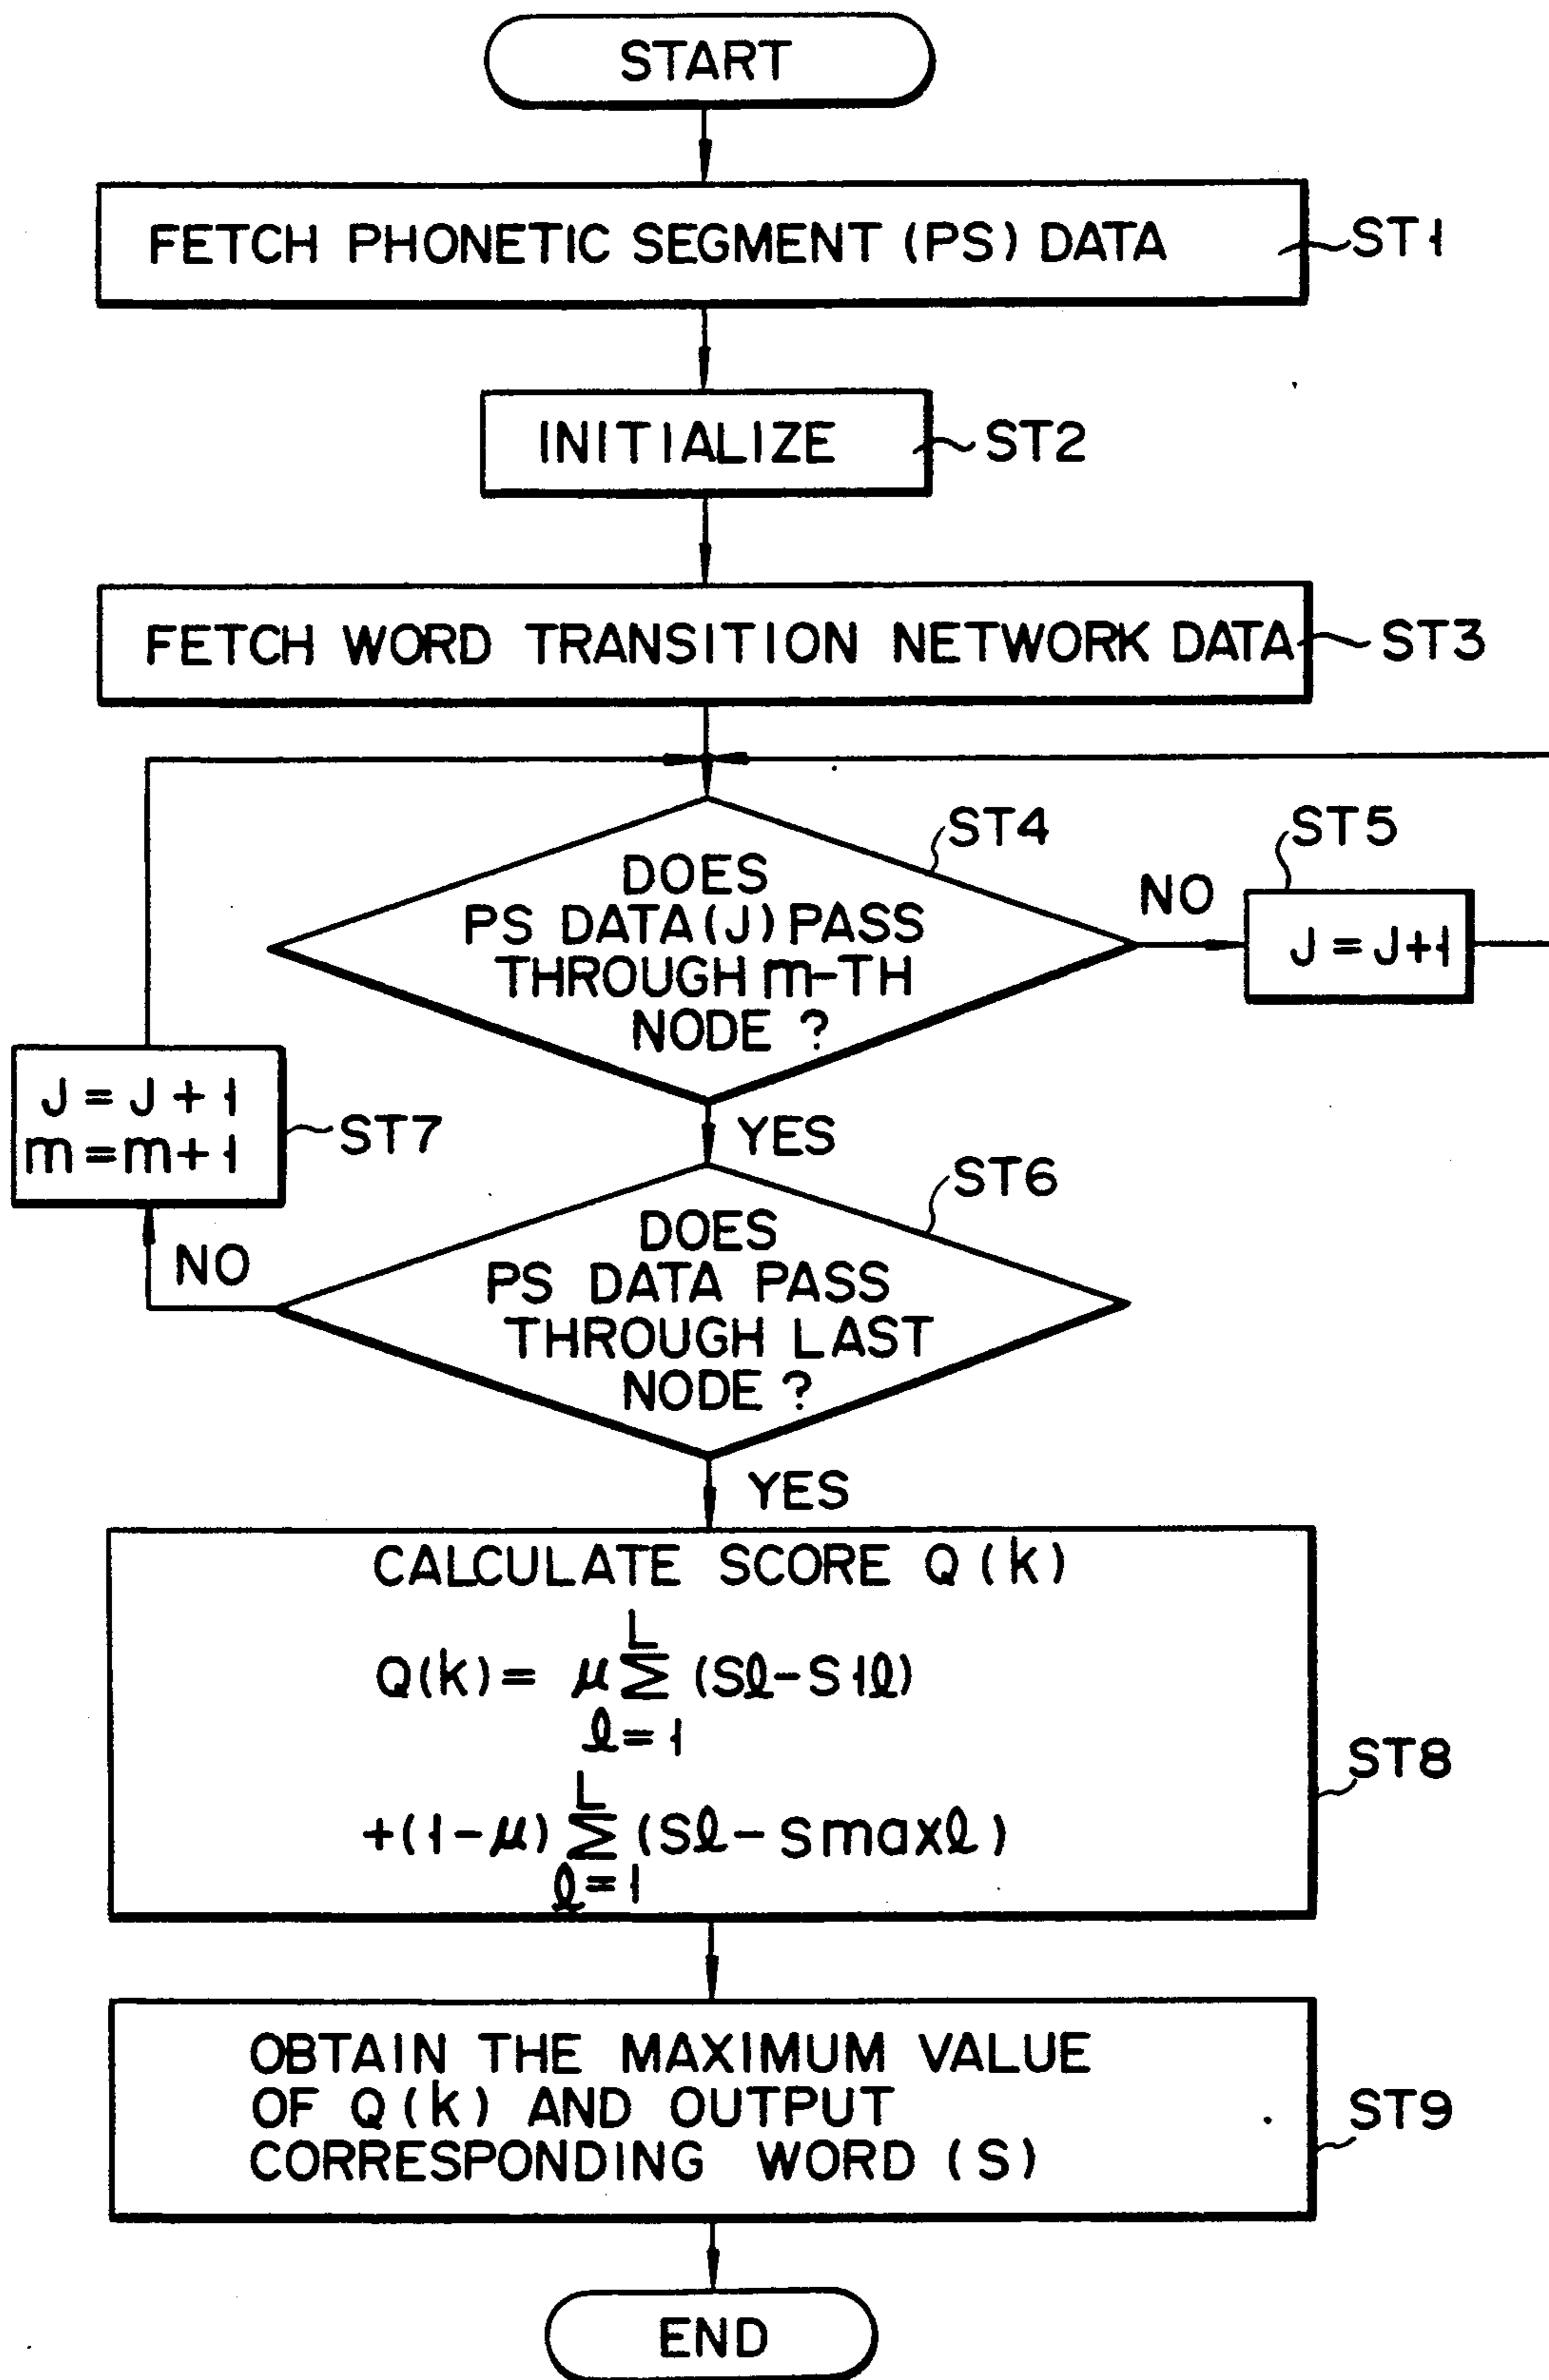 START
FETCH PHONETIC SEGMENT (PS) DATA
ST1
INITIALIZE
ST2
FETCH WORD TRANSITION NETWORK DATA
ST3
ST4
DOES
PS DATA(J) PASS
THROUGH m-TH
NODE ?
NO
ST5
J = J+1
YES
J = J + 1
m = m + 1
ST7
NO
ST6
DOES
PS DATA PASS
THROUGH LAST
NODE ?
YES
CALCULATE SCORE Q(k)
L
Q(k) = μ Σ (Sℓ-S1ℓ)
ℓ = 1
L
+(1-μ) Σ (Sℓ - Smaxℓ)
ℓ = 1
ST8
OBTAIN THE MAXIMUM VALUE
OF Q(k) AND OUTPUT
CORRESPONDING WORD (S)
ST9
END